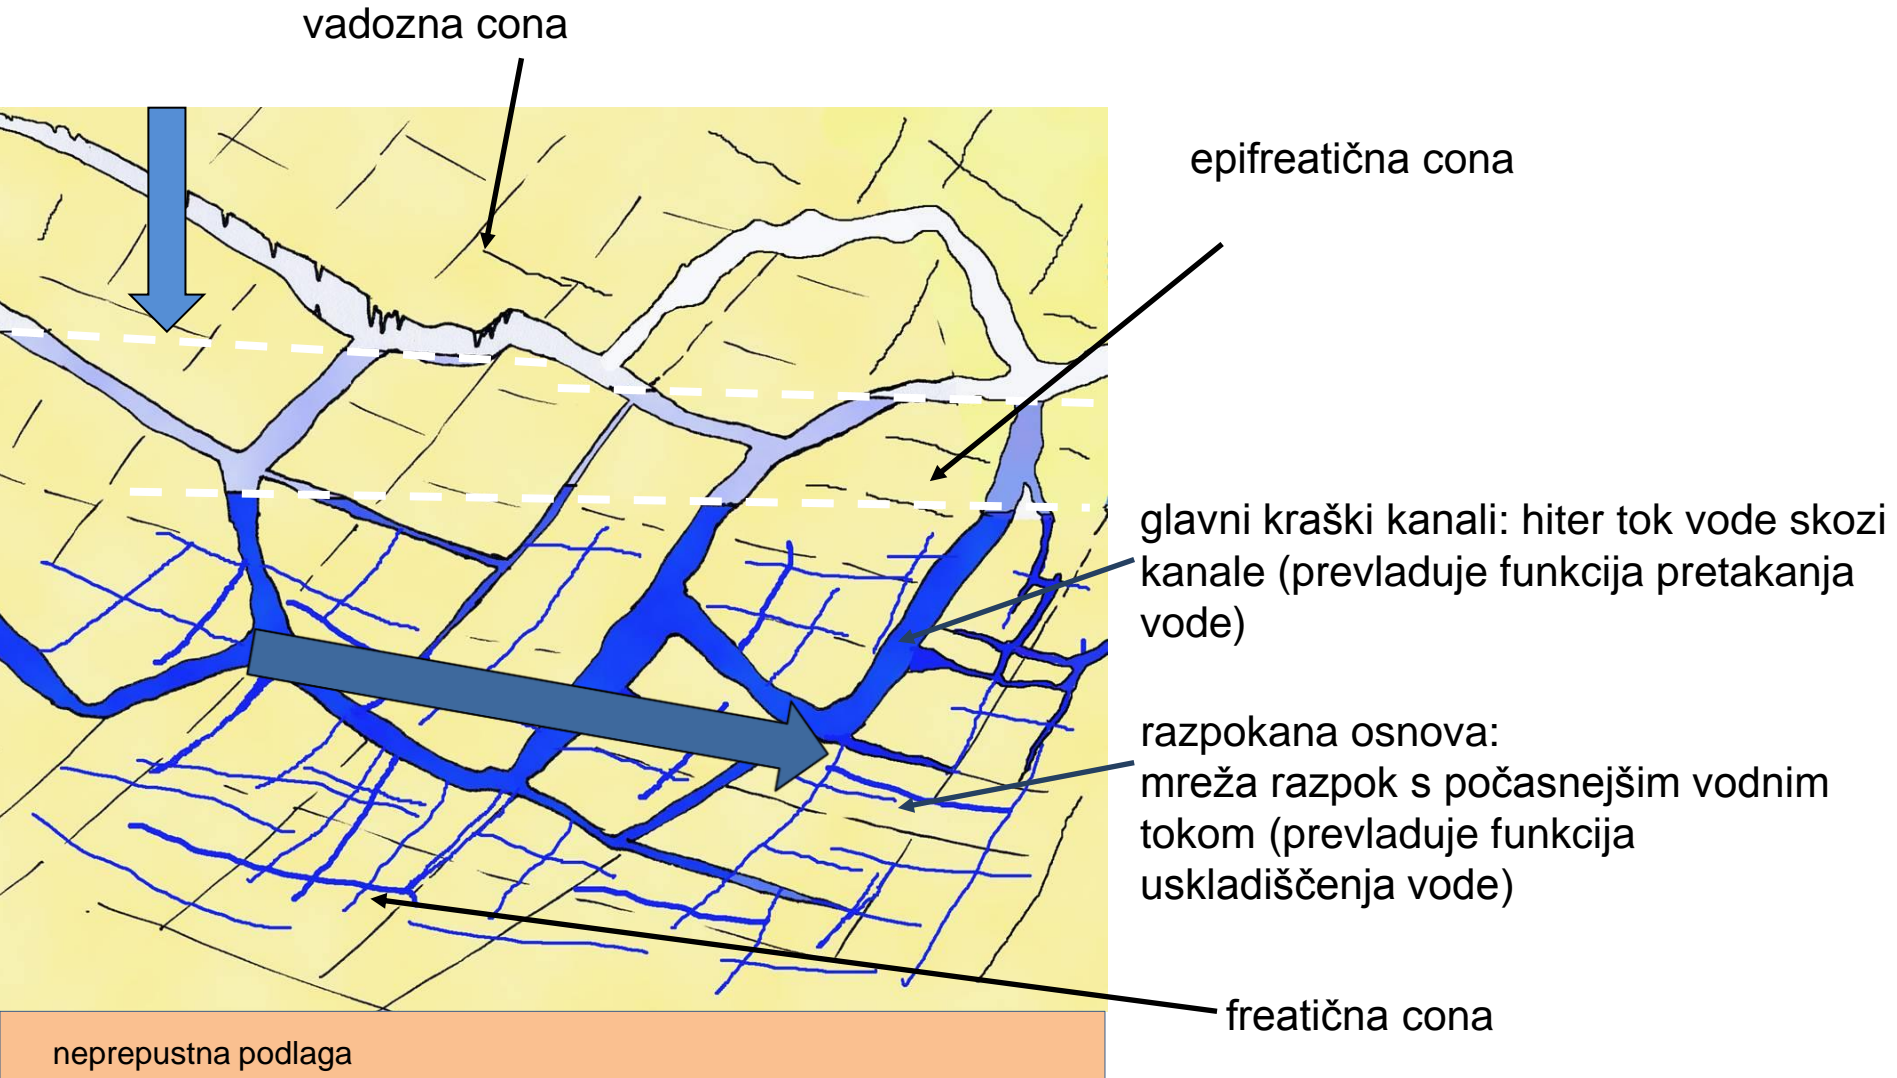 vadozna cona
epifreatična cona
glavni kraški kanali: hiter tok vode skozi
kanale (prevladuje funkcija pretakanja
vode)
razpokana osnova:
mreža razpok s počasnejšim vodnim
tokom (prevladuje funkcija
uskladiščenja vode)
freatična cona
neprepustna podlaga